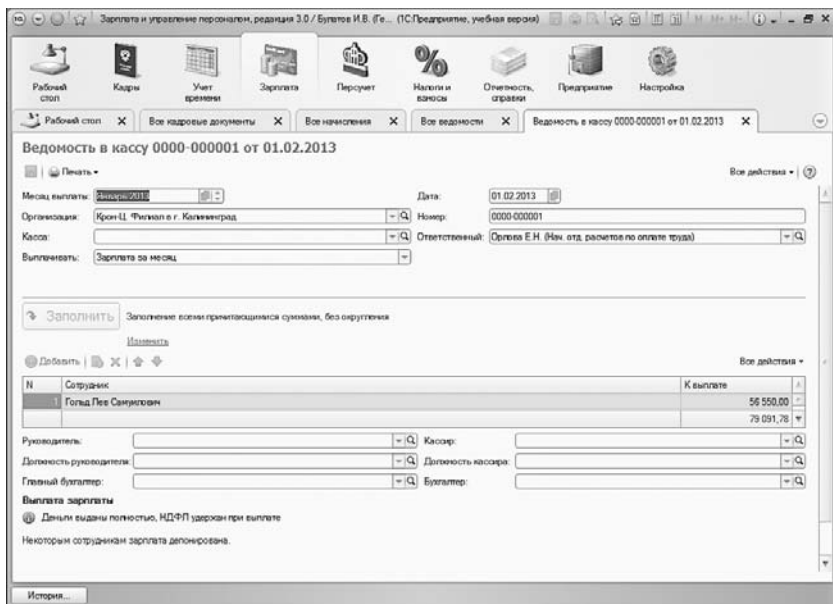 Зарплата и управление персоналом, редакция 3.0 / Булатов И.В. (Ге... (1С:Предприятие, учебная версия) M M+ M-
Рабочий стол
Кадры
Учет времени
Зарплата
Персучет
Налоги и взносы
Отчетность, справки
Предприятие
Настройка
Рабочий стол Все кадровые документы Все начисления Все ведомости Ведомость в кассу 0000-000001 от 01.02.2013
Ведомость в кассу 0000-000001 от 01.02.2013
Печать Все действия
Месяц выплаты: Январь 2013 Дата: 01.02.2013
Организация: Крон-Ц. Филиал в г. Калининград Номер: 0000-000001
Касса: Ответственный: Орлова Е.Н. (Нач. отд. расчетов по оплате труда)
Выплачивать: Зарплата за месяц
Заполнить Заполнение всеми причитающимися суммами, без округления
Изменить
Добавить Все действия
N Сотрудник К выплате
1 Гольд Лев Самуилович 56 550,00
79 091,78
Руководитель: Кассир:
Должность руководителя: Должность кассира:
Главный бухгалтер: Бухгалтер:
Выплата зарплаты
Деньги выданы полностью, НДФЛ удержан при выплате
Некоторым сотрудникам зарплата депонирована.
История...